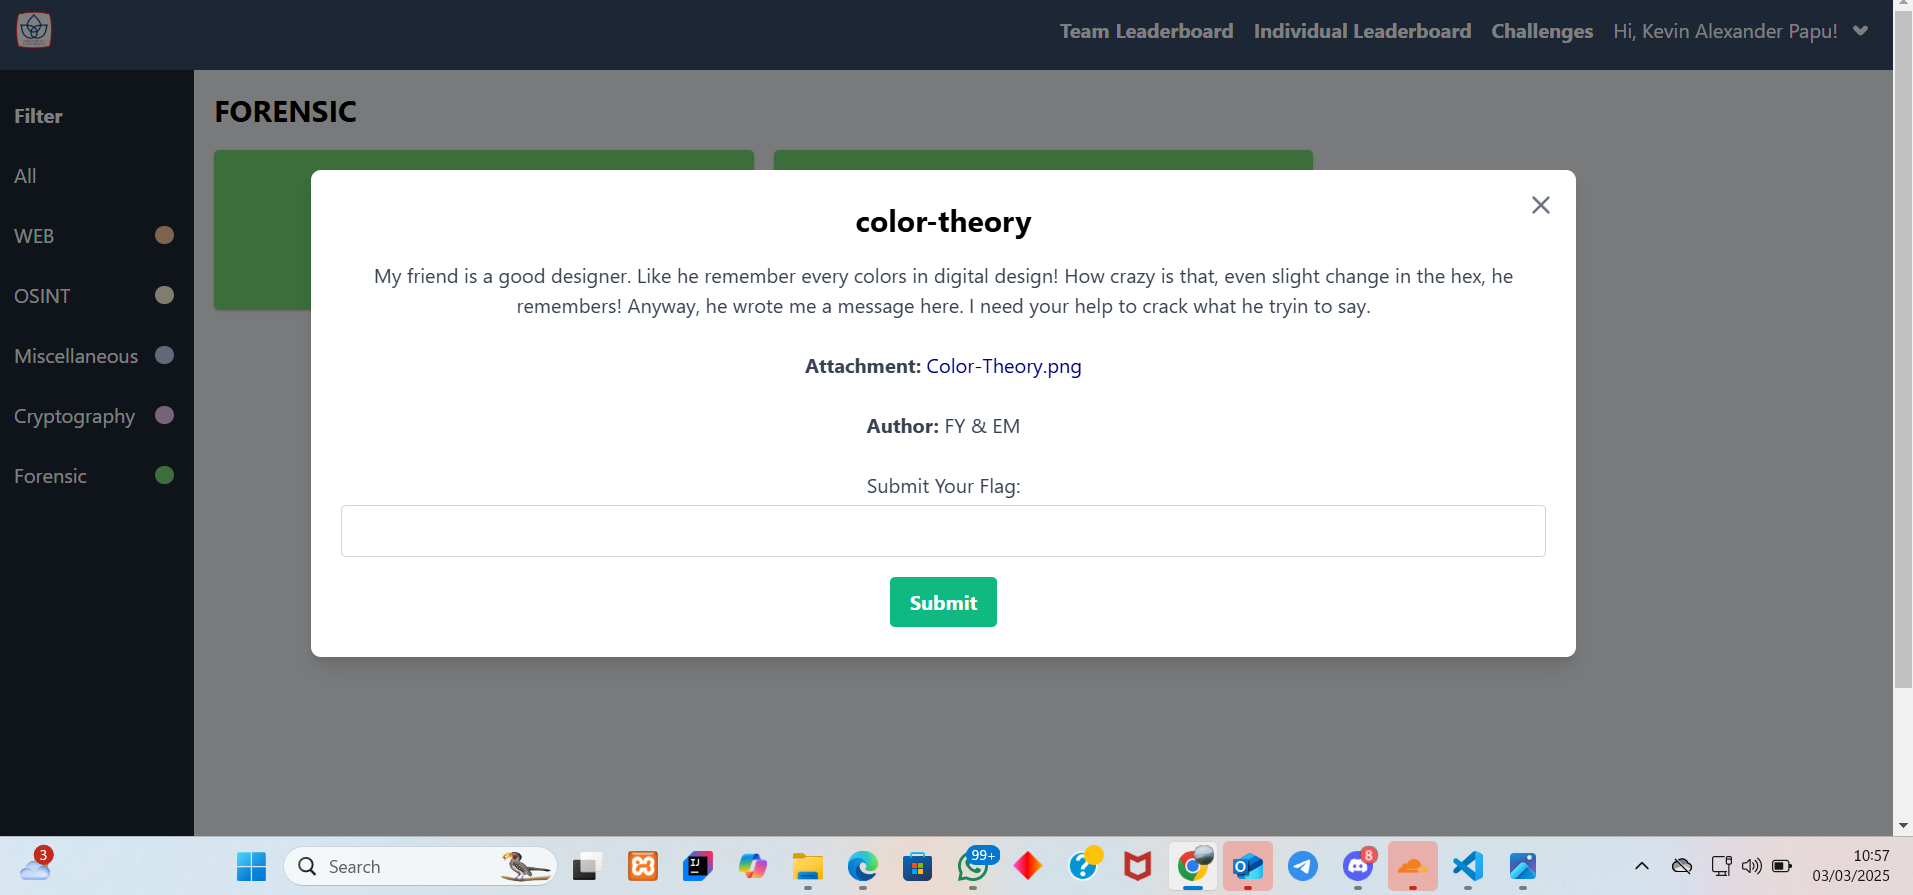 Team Leaderboard Individual Leaderboard Challenges Hi, Kevin Alexander Papu!
Filter
All
WEB
OSINT
Miscellaneous
Cryptography
Forensic
FORENSIC
color-theory
My friend is a good designer. Like he remember every colors in digital design! How crazy is that, even slight change in the hex, he
remembers! Anyway, he wrote me a message here. I need your help to crack what he tryin to say.
Attachment: Color-Theory.png
Author: FY & EM
Submit Your Flag:
Submit
3
Search
IJ
99+
8
10:57
03/03/2025